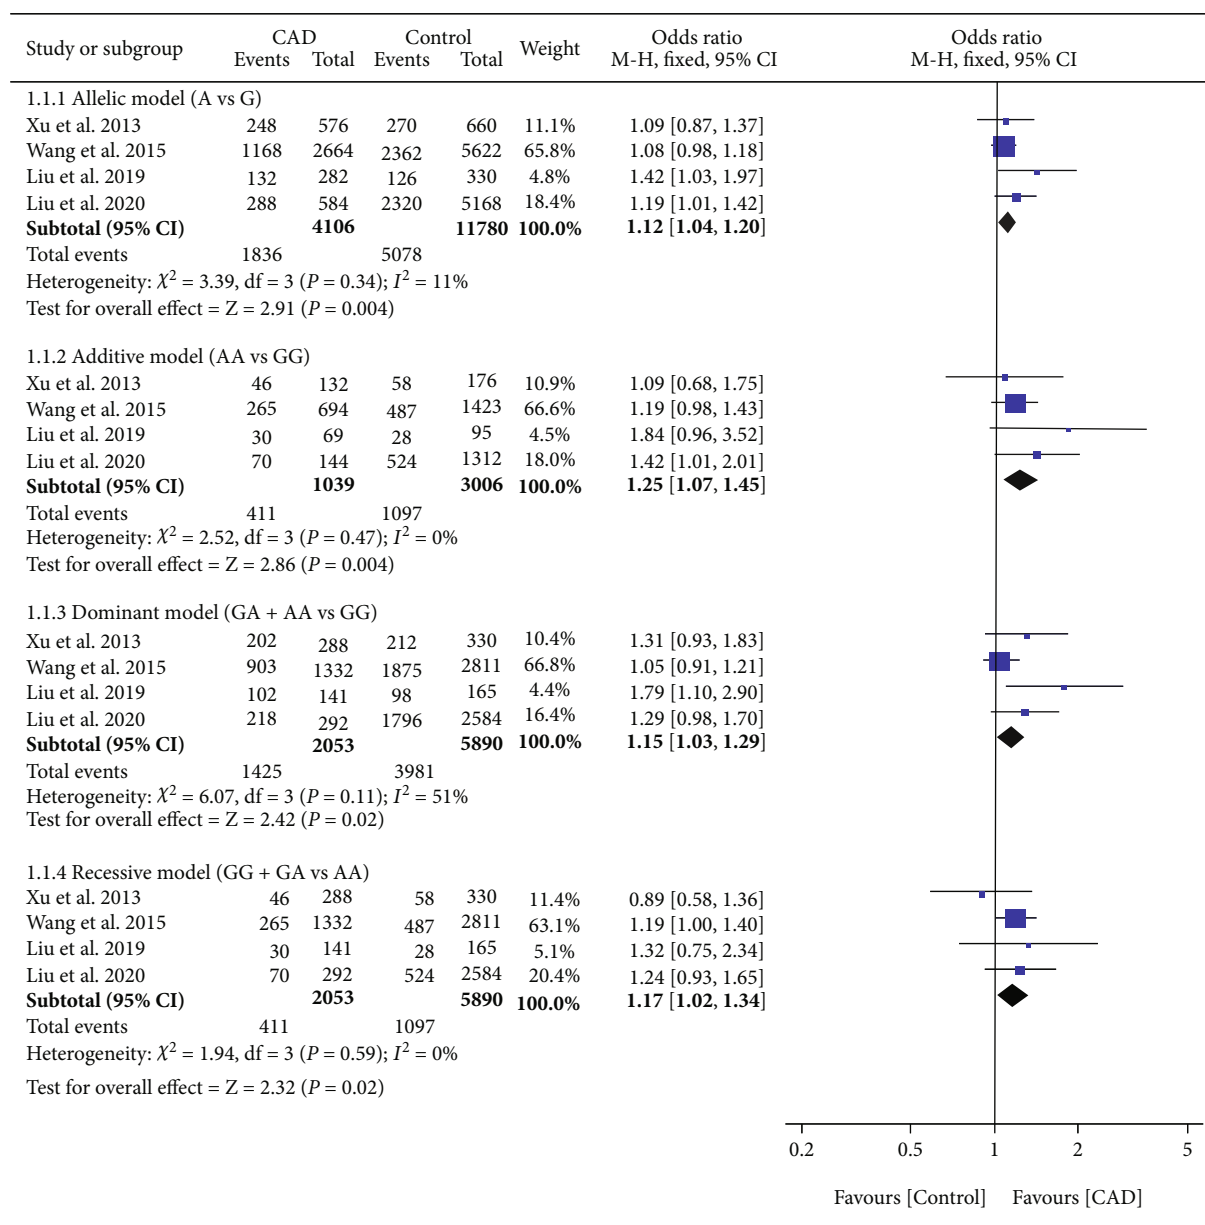 Study or subgroup CAD Control Weight Odds ratio Odds ratio
Events Total Events Total M-H, fixed, 95% CI M-H, fixed, 95% CI
1.1.1 Allelic model (A vs G)
Xu et al. 2013 248 576 270 660 11.1% 1.09 [0.87, 1.37]
Wang et al. 2015 1168 2664 2362 5622 65.8% 1.08 [0.98, 1.18]
Liu et al. 2019 132 282 126 330 4.8% 1.42 [1.03, 1.97]
Liu et al. 2020 288 584 2320 5168 18.4% 1.19 [1.01, 1.42]
Subtotal (95% CI) 4106 11780 100.0% 1.12 [1.04, 1.20]
Total events 1836 5078
Heterogeneity: χ² = 3.39, df = 3 (P = 0.34); I² = 11%
Test for overall effect = Z = 2.91 (P = 0.004)
1.1.2 Additive model (AA vs GG)
Xu et al. 2013 46 132 58 176 10.9% 1.09 [0.68, 1.75]
Wang et al. 2015 265 694 487 1423 66.6% 1.19 [0.98, 1.43]
Liu et al. 2019 30 69 28 95 4.5% 1.84 [0.96, 3.52]
Liu et al. 2020 70 144 524 1312 18.0% 1.42 [1.01, 2.01]
Subtotal (95% CI) 1039 3006 100.0% 1.25 [1.07, 1.45]
Total events 411 1097
Heterogeneity: χ² = 2.52, df = 3 (P = 0.47); I² = 0%
Test for overall effect = Z = 2.86 (P = 0.004)
1.1.3 Dominant model (GA + AA vs GG)
Xu et al. 2013 202 288 212 330 10.4% 1.31 [0.93, 1.83]
Wang et al. 2015 903 1332 1875 2811 66.8% 1.05 [0.91, 1.21]
Liu et al. 2019 102 141 98 165 4.4% 1.79 [1.10, 2.90]
Liu et al. 2020 218 292 1796 2584 16.4% 1.29 [0.98, 1.70]
Subtotal (95% CI) 2053 5890 100.0% 1.15 [1.03, 1.29]
Total events 1425 3981
Heterogeneity: χ² = 6.07, df = 3 (P = 0.11); I² = 51%
Test for overall effect = Z = 2.42 (P = 0.02)
1.1.4 Recessive model (GG + GA vs AA)
Xu et al. 2013 46 288 58 330 11.4% 0.89 [0.58, 1.36]
Wang et al. 2015 265 1332 487 2811 63.1% 1.19 [1.00, 1.40]
Liu et al. 2019 30 141 28 165 5.1% 1.32 [0.75, 2.34]
Liu et al. 2020 70 292 524 2584 20.4% 1.24 [0.93, 1.65]
Subtotal (95% CI) 2053 5890 100.0% 1.17 [1.02, 1.34]
Total events 411 1097
Heterogeneity: χ² = 1.94, df = 3 (P = 0.59); I² = 0%
Test for overall effect = Z = 2.32 (P = 0.02)
0.2 0.5 1 2 5
Favours [Control] Favours [CAD]